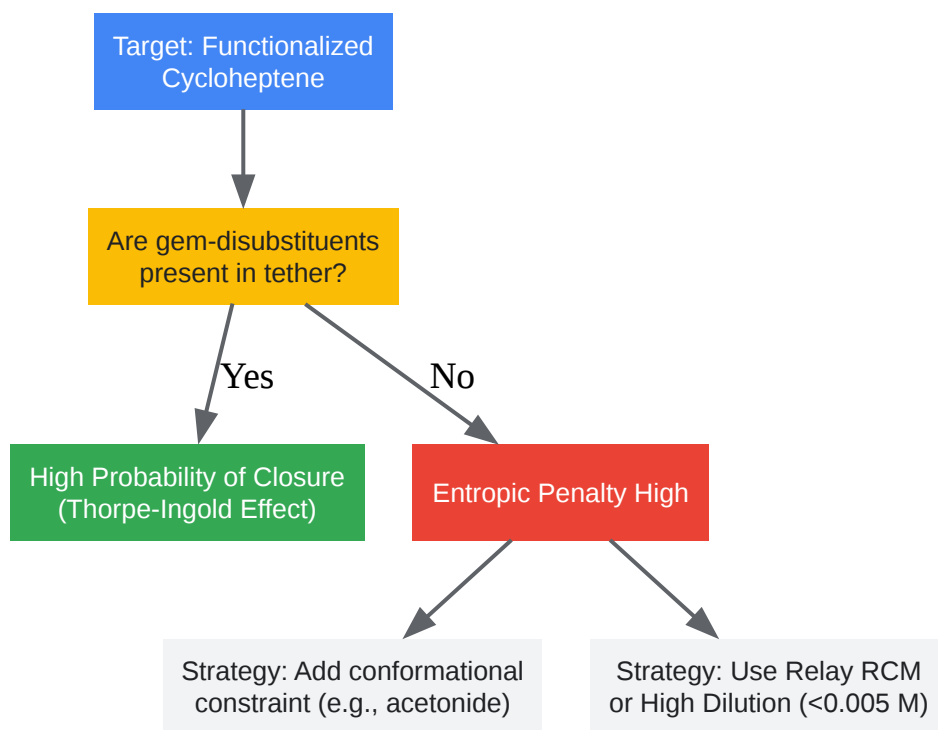 Target: Functionalized
Cycloheptene
Are gem-disubstituents
present in tether?
Yes
No
High Probability of Closure
(Thorpe-Ingold Effect)
Entropic Penalty High
Strategy: Add conformational
constraint (e.g., acetonide)
Strategy: Use Relay RCM
or High Dilution (<0.005 M)